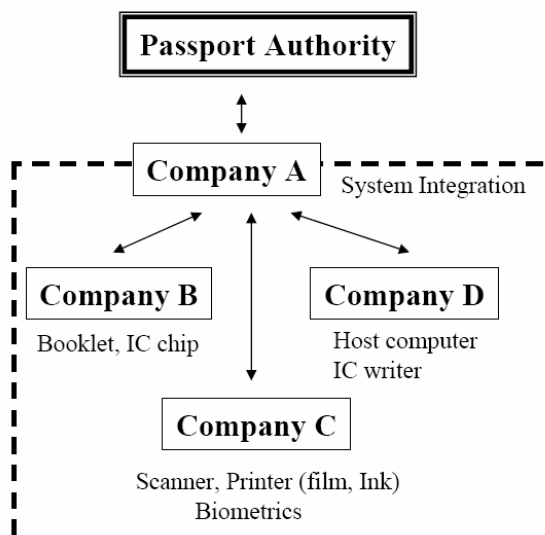 Passport Authority
Company A
System Integration
Company B
Company D
Booklet, IC chip
Host computer
IC writer
Company C
Scanner, Printer (film, Ink)
Biometrics